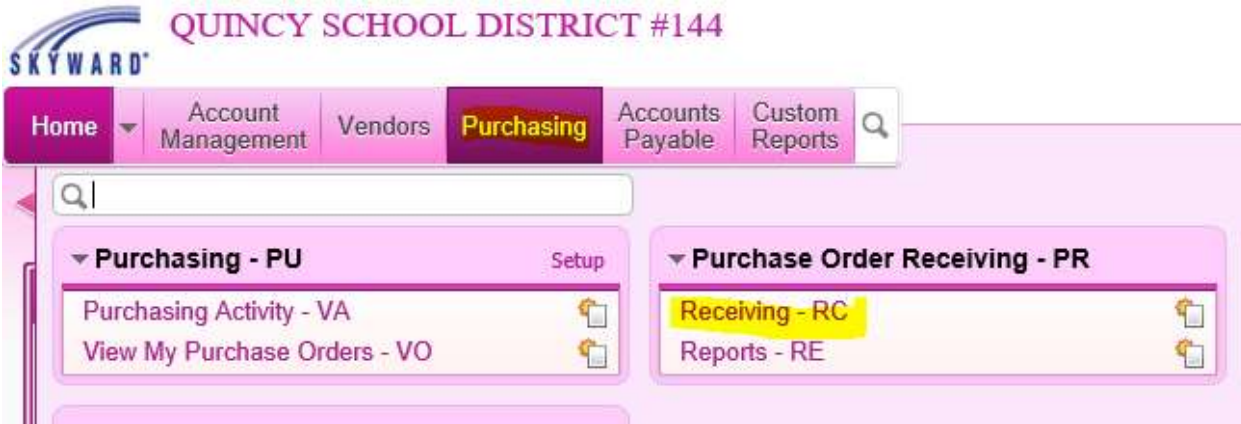 QUINCY SCHOOL DISTRICT #144
SKYWARD
Home Account Management Vendors Purchasing Accounts Payable Custom Reports
Purchasing - PU Setup
Purchasing Activity - VA
View My Purchase Orders - VO
Purchase Order Receiving - PR
Receiving - RC
Reports - RE